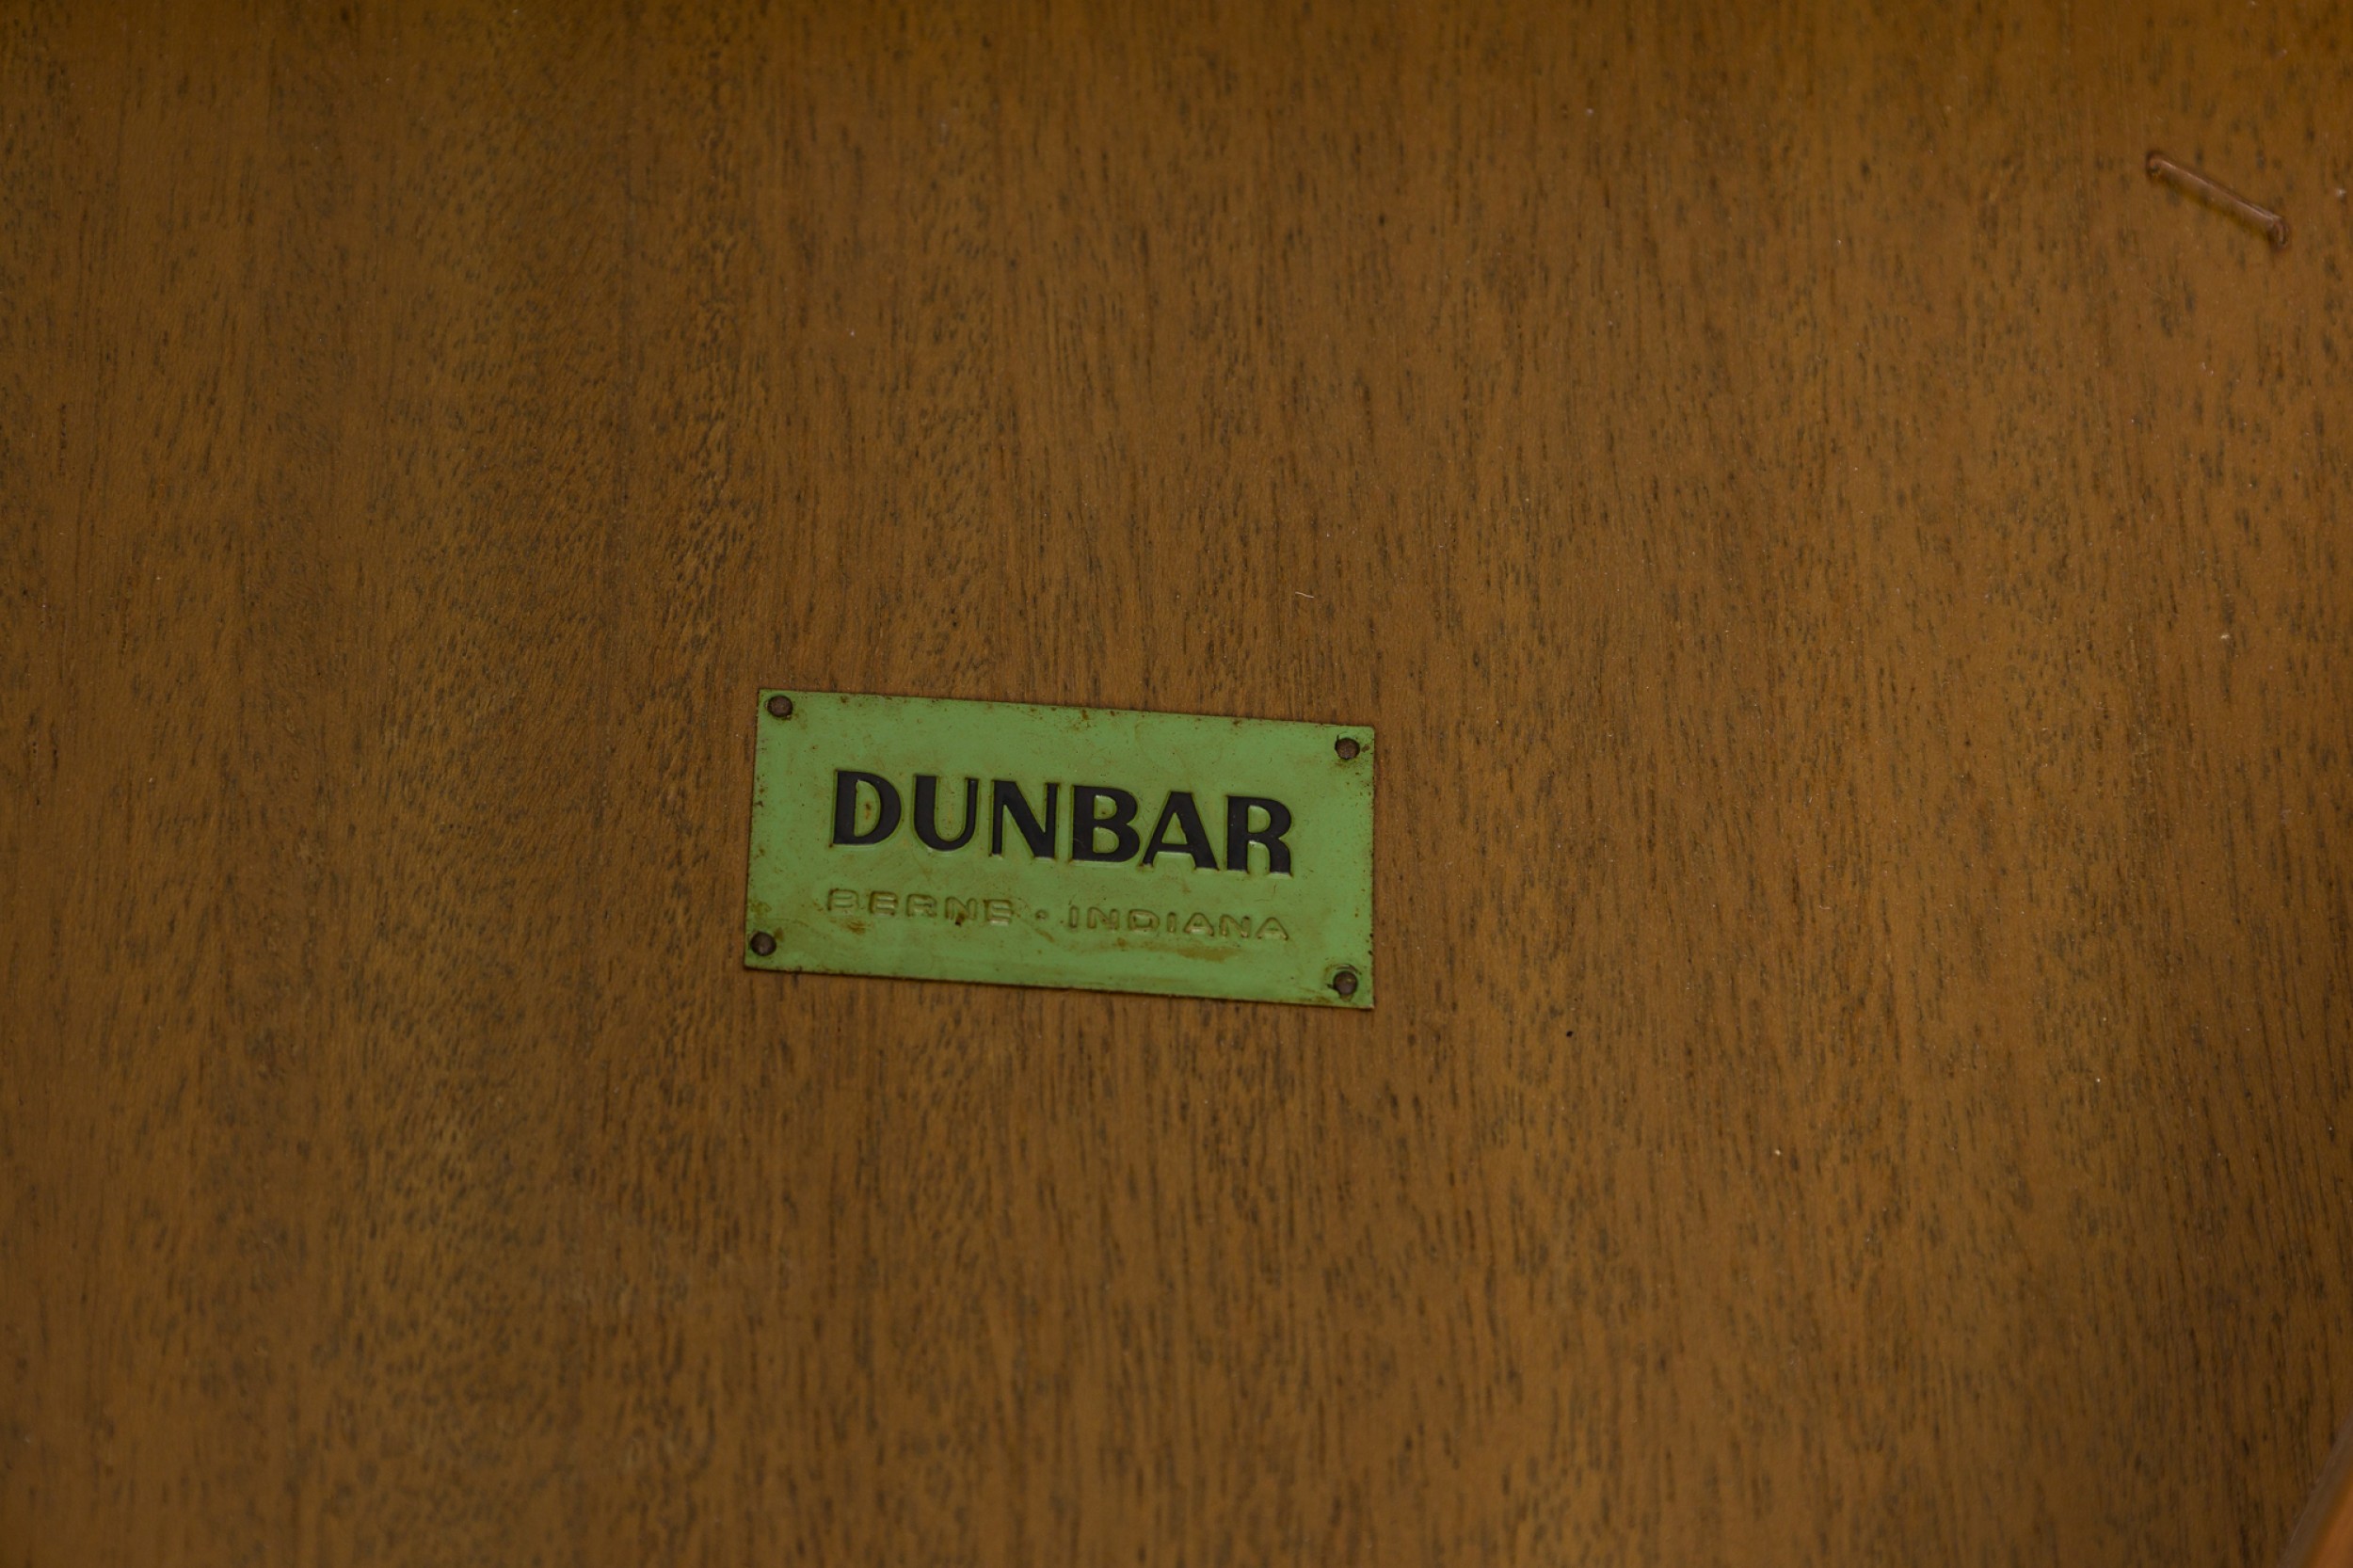 DUNBAR
BERNE · INDIANA